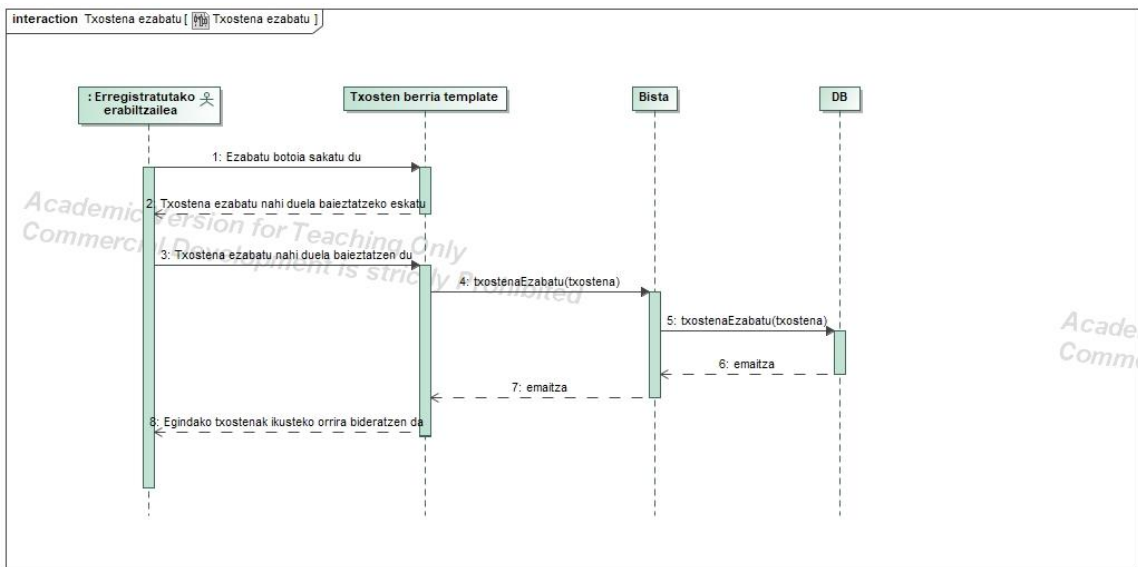 interaction Txostena ezabatu [ Txostena ezabatu ]
: Erregistratutako
erabiltzailea
Txosten berria template
Bista
DB
1: Ezabatu botoia sakatu du
2: Txostena ezabatu nahi duela baieztatzeko eskatu
Academic Version for Teaching Only
Commercial Development is strictly Prohibited
3: Txostena ezabatu nahi duela baieztatzen du
4: txostenaEzabatu(txostena)
5: txostenaEzabatu(txostena)
Acade
Comme
6: emaitza
7: emaitza
8: Egindako txostenak ikusteko orrira bideratzen da